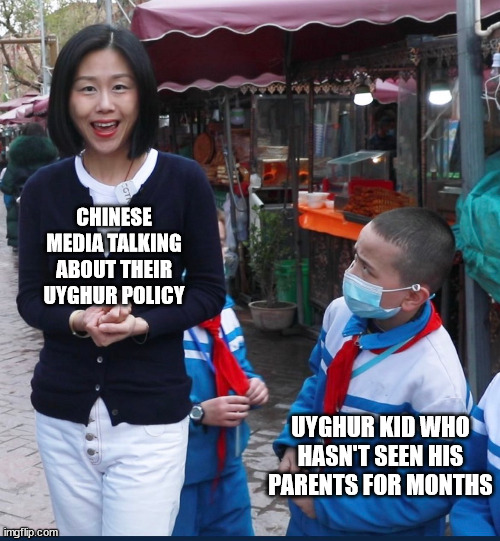 CHINESE
MEDIA TALKING
ABOUT THEIR
UYGHUR POLICY
UYGHUR KID WHO
HASN'T SEEN HIS
PARENTS FOR MONTHS
imgflip.com